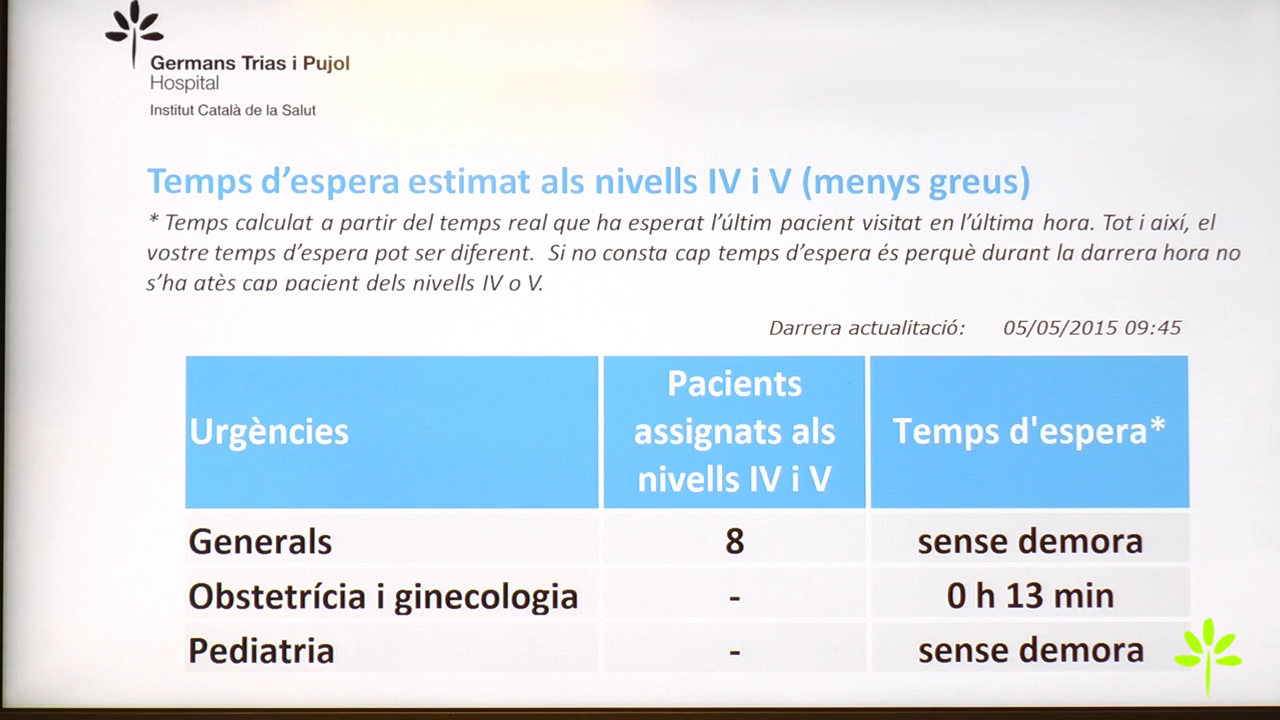 Germans Trias i Pujol
Hospital
Institut Català de la Salut
Temps d’espera estimat als nivells IV i V (menys greus)
* Temps calculat a partir del temps real que ha esperat l’últim pacient visitat en l’última hora. Tot i així, el
vostre temps d’espera pot ser diferent. Si no consta cap temps d’espera és perquè durant la darrera hora no
s’ha atès cap pacient dels nivells IV o V.
Darrera actualitació: 05/05/2015 09:45
Urgències
Pacients
assignats als
nivells IV i V
Temps d'espera*
Generals 8 sense demora
Obstetrícia i ginecologia - 0 h 13 min
Pediatria - sense demora